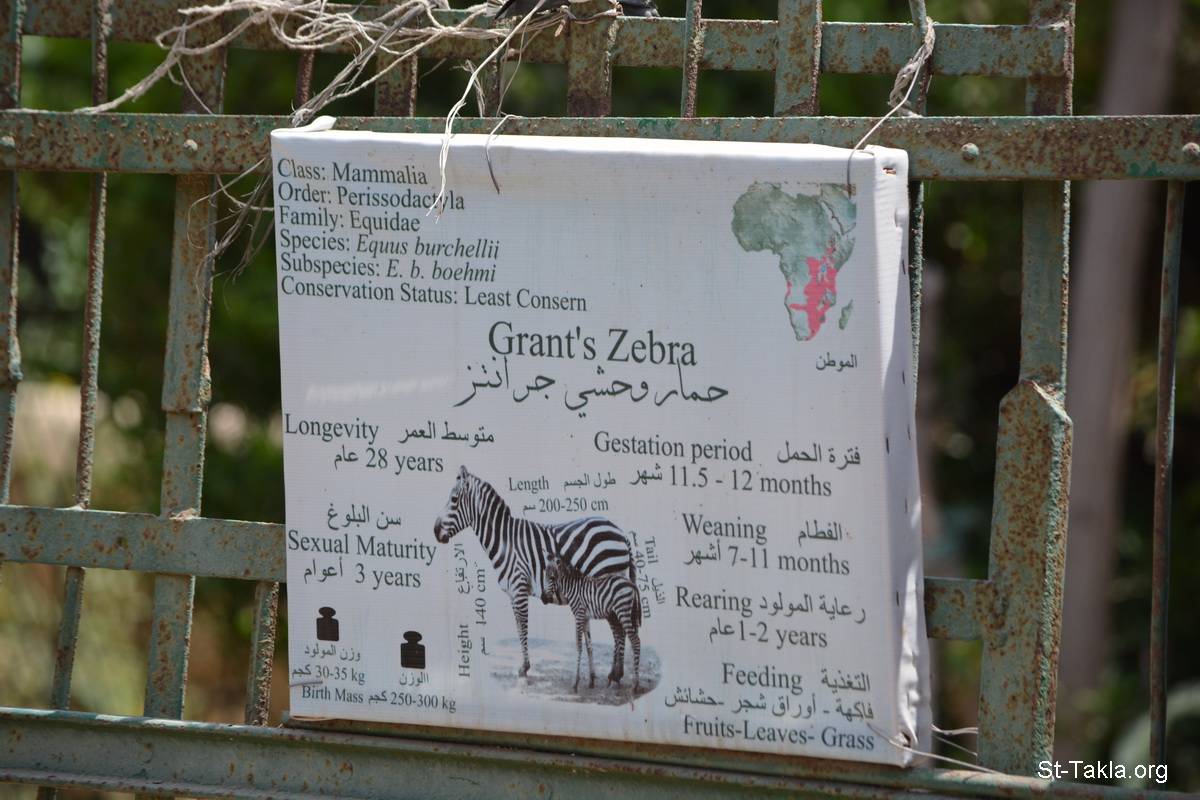 Class: Mammalia
Order: Perissodactyla
Family: Equidae
Species: Equus burchellii
Subspecies: E. b. boehmi
Conservation Status: Least Consern
الموطن
Grant's Zebra
حمار وحشي جرانتز
Longevity متوسط العمر
28 years عام
Gestation period فترة الحمل
11.5 - 12 months شهر
Length طول الجسم
200-250 cm سم
سن البلوغ
Sexual Maturity
3 years أعوام
Weaning الفطام
7-11 months أشهر
Height الارتفاع
140 cm سم
Tail الذيل
40-75 cm سم
Rearing رعاية المولود
1-2 years عام
وزن المولود
30-35 kg كجم
Birth Mass
الوزن
250-300 kg كجم
Feeding التغذية
فاكهة - أوراق شجر - حشائش
Fruits-Leaves- Grass
St-Takla.org